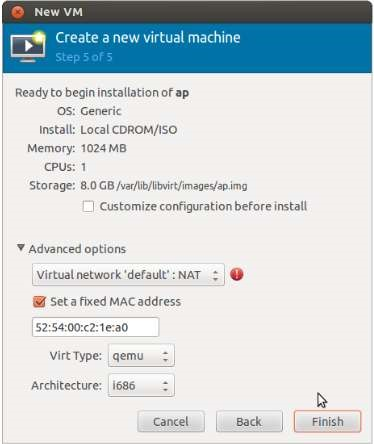 New VM
Create a new virtual machine
Step 5 of 5
Ready to begin installation of ap
OS: Generic
Install: Local CDROM/ISO
Memory: 1024 MB
CPUs: 1
Storage: 8.0 GB /var/lib/libvirt/images/ap.img
Customize configuration before install
Advanced options
Virtual network 'default' : NAT
Set a fixed MAC address
52:54:00:c2:1e:a0
Virt Type: qemu
Architecture: i686
Cancel Back Finish